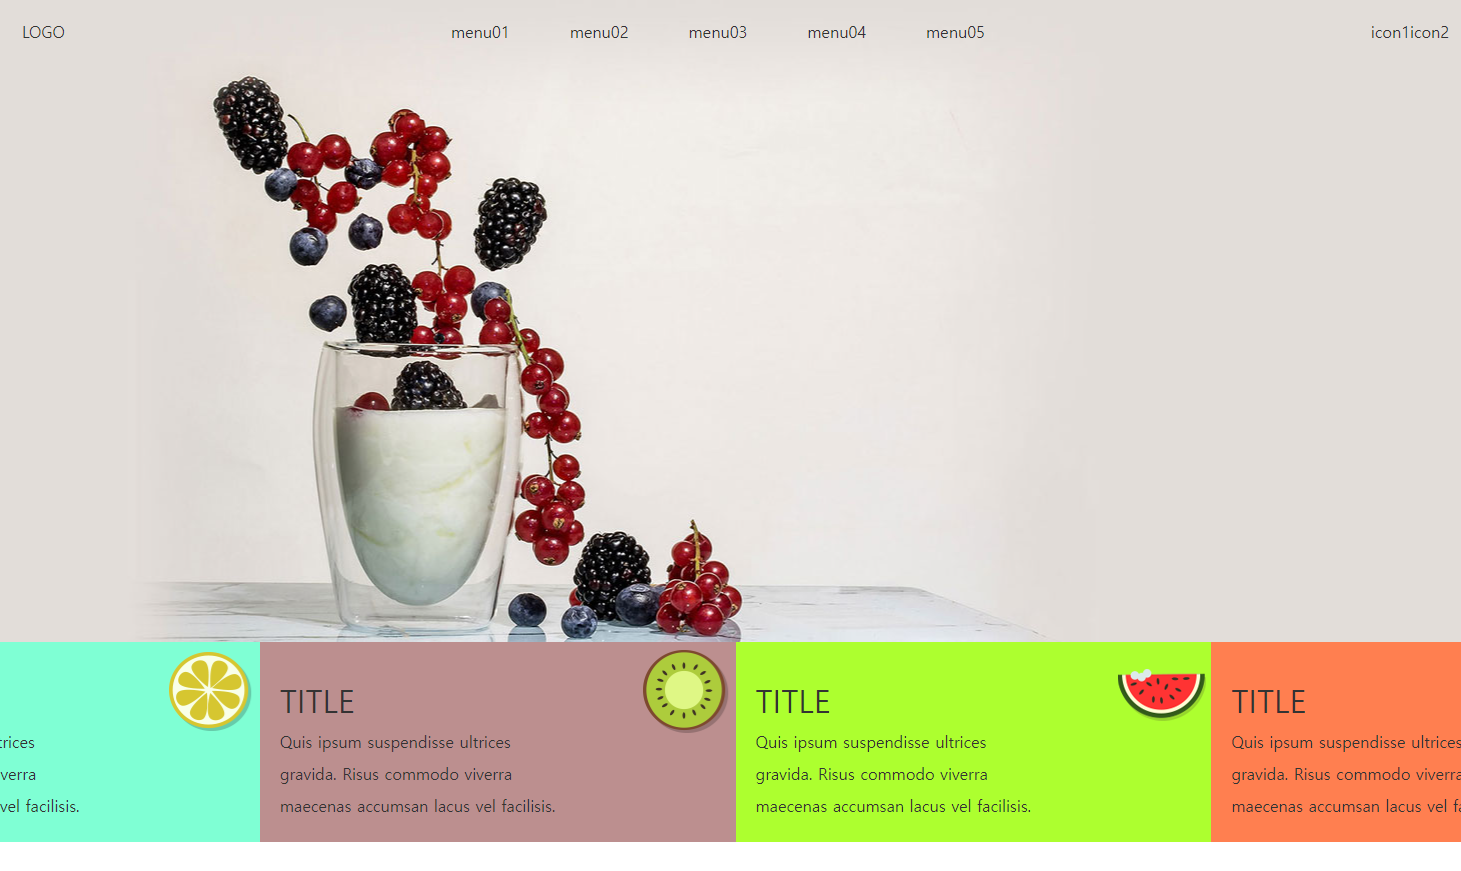 LOGO
menu01 menu02 menu03 menu04 menu05
icon1icon2
trices
verra
vel facilisis.
TITLE
Quis ipsum suspendisse ultrices
gravida. Risus commodo viverra
maecenas accumsan lacus vel facilisis.
TITLE
Quis ipsum suspendisse ultrices
gravida. Risus commodo viverra
maecenas accumsan lacus vel facilisis.
TITLE
Quis ipsum suspendisse ultrices
gravida. Risus commodo viverra
maecenas accumsan lacus vel